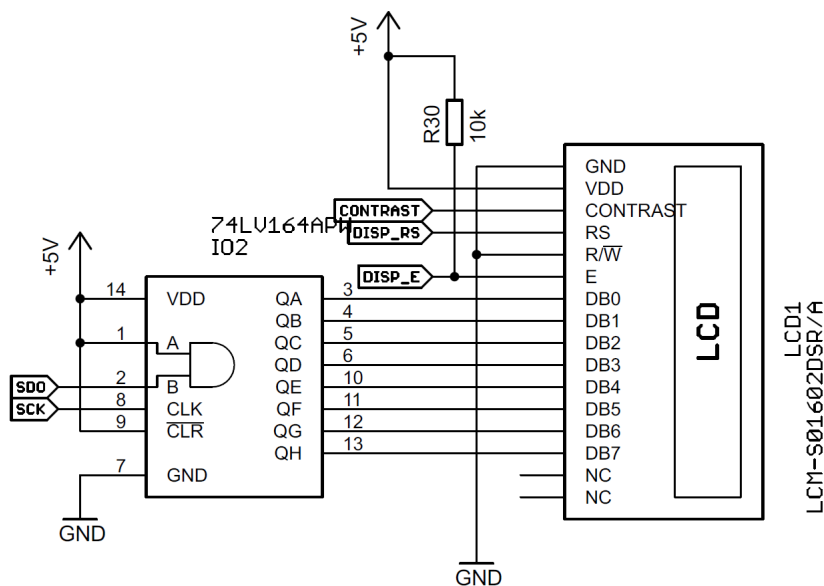 +5V
R30
10k
74LV164APW
IO2
+5V
CONTRAST
DISP_RS
DISP_E
SDO
SCK
14
1
2
8
9
7
VDD
A
B
CLK
CLR
GND
QA
QB
QC
QD
QE
QF
QG
QH
3
4
5
6
10
11
12
13
GND
VDD
CONTRAST
RS
R/W
E
DB0
DB1
DB2
DB3
DB4
DB5
DB6
DB7
NC
NC
LCD
LCD1
LCM-S01602DSR/A
GND
GND